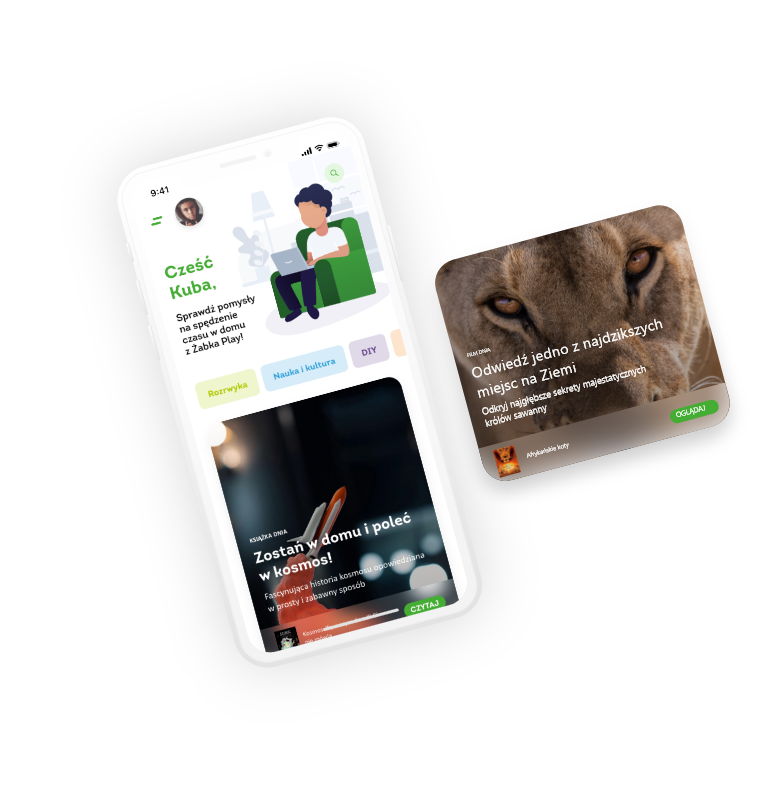 9:41
Cześć
Kuba,
Sprawdź pomysły
na spędzenie
czasu w domu
z Żabka Play!
Rozrwyka
Nauka i kultura
DIY
KSIĄŻKA DNIA
Zostań w domu i poleć
w kosmos!
Fascynująca historia kosmosu opowiedziana
w prosty i zabawny sposób
CZYTAJ
FILM DNIA
Odwiedź jedno z najdzikszych
miejsc na Ziemi
Odkryj najgłębsze sekrety majestatycznych
królów sawanny
Afrykańskie koty
OGLĄDAJ